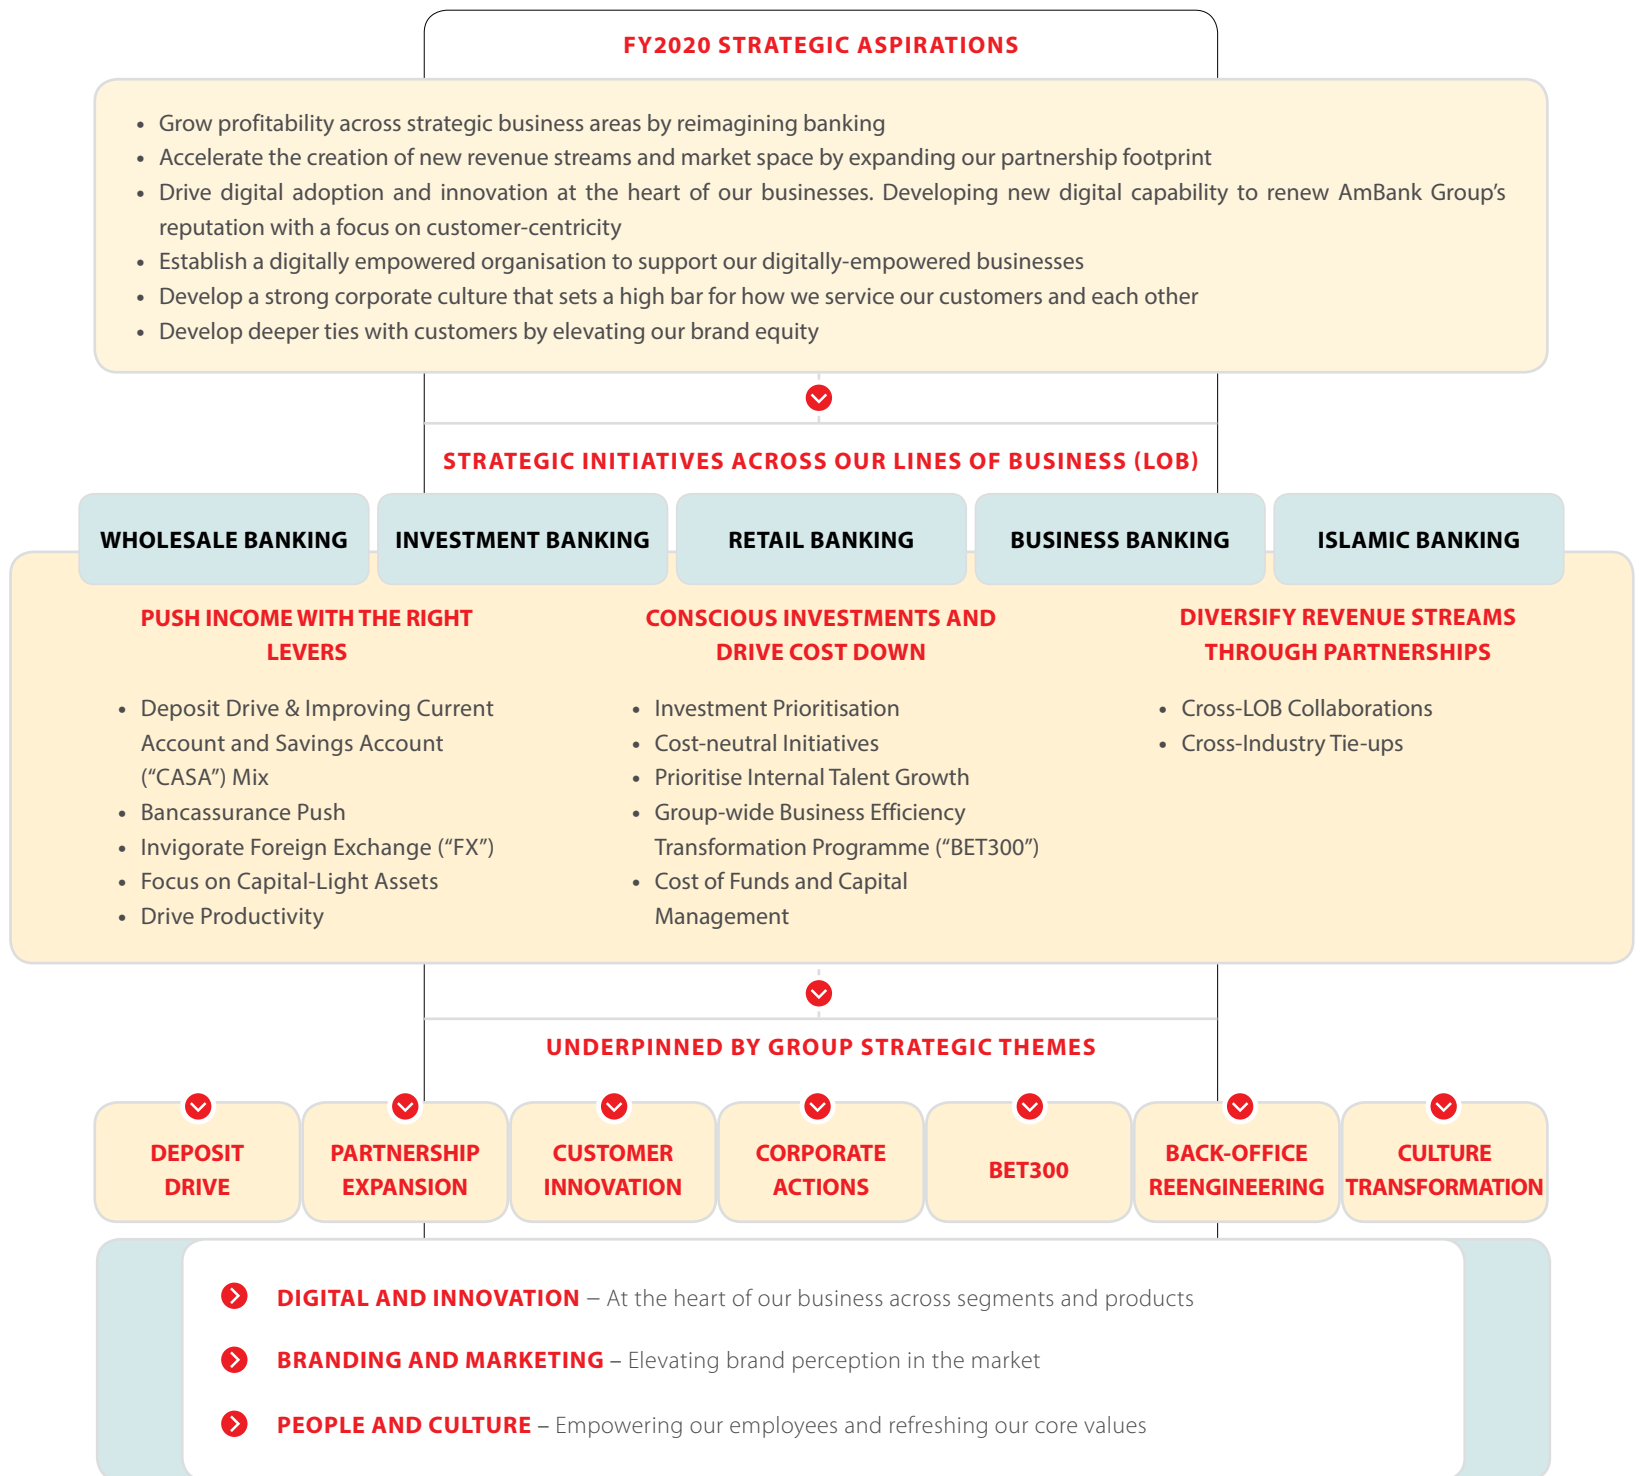 FY2020 STRATEGIC ASPIRATIONS
• Grow profitability across strategic business areas by reimagining banking
• Accelerate the creation of new revenue streams and market space by expanding our partnership footprint
• Drive digital adoption and innovation at the heart of our businesses. Developing new digital capability to renew AmBank Group’s
reputation with a focus on customer-centricity
• Establish a digitally empowered organisation to support our digitally-empowered businesses
• Develop a strong corporate culture that sets a high bar for how we service our customers and each other
• Develop deeper ties with customers by elevating our brand equity
STRATEGIC INITIATIVES ACROSS OUR LINES OF BUSINESS (LOB)
WHOLESALE BANKING
INVESTMENT BANKING
RETAIL BANKING
BUSINESS BANKING
ISLAMIC BANKING
PUSH INCOME WITH THE RIGHT
LEVERS
• Deposit Drive & Improving Current
Account and Savings Account
(“CASA”) Mix
• Bancassurance Push
• Invigorate Foreign Exchange (“FX”)
• Focus on Capital-Light Assets
• Drive Productivity
CONSCIOUS INVESTMENTS AND
DRIVE COST DOWN
• Investment Prioritisation
• Cost-neutral Initiatives
• Prioritise Internal Talent Growth
• Group-wide Business Efficiency
Transformation Programme (“BET300”)
• Cost of Funds and Capital
Management
DIVERSIFY REVENUE STREAMS
THROUGH PARTNERSHIPS
• Cross-LOB Collaborations
• Cross-Industry Tie-ups
UNDERPINNED BY GROUP STRATEGIC THEMES
DEPOSIT
DRIVE
PARTNERSHIP
EXPANSION
CUSTOMER
INNOVATION
CORPORATE
ACTIONS
BET300
BACK-OFFICE
REENGINEERING
CULTURE
TRANSFORMATION
DIGITAL AND INNOVATION – At the heart of our business across segments and products
BRANDING AND MARKETING – Elevating brand perception in the market
PEOPLE AND CULTURE – Empowering our employees and refreshing our core values